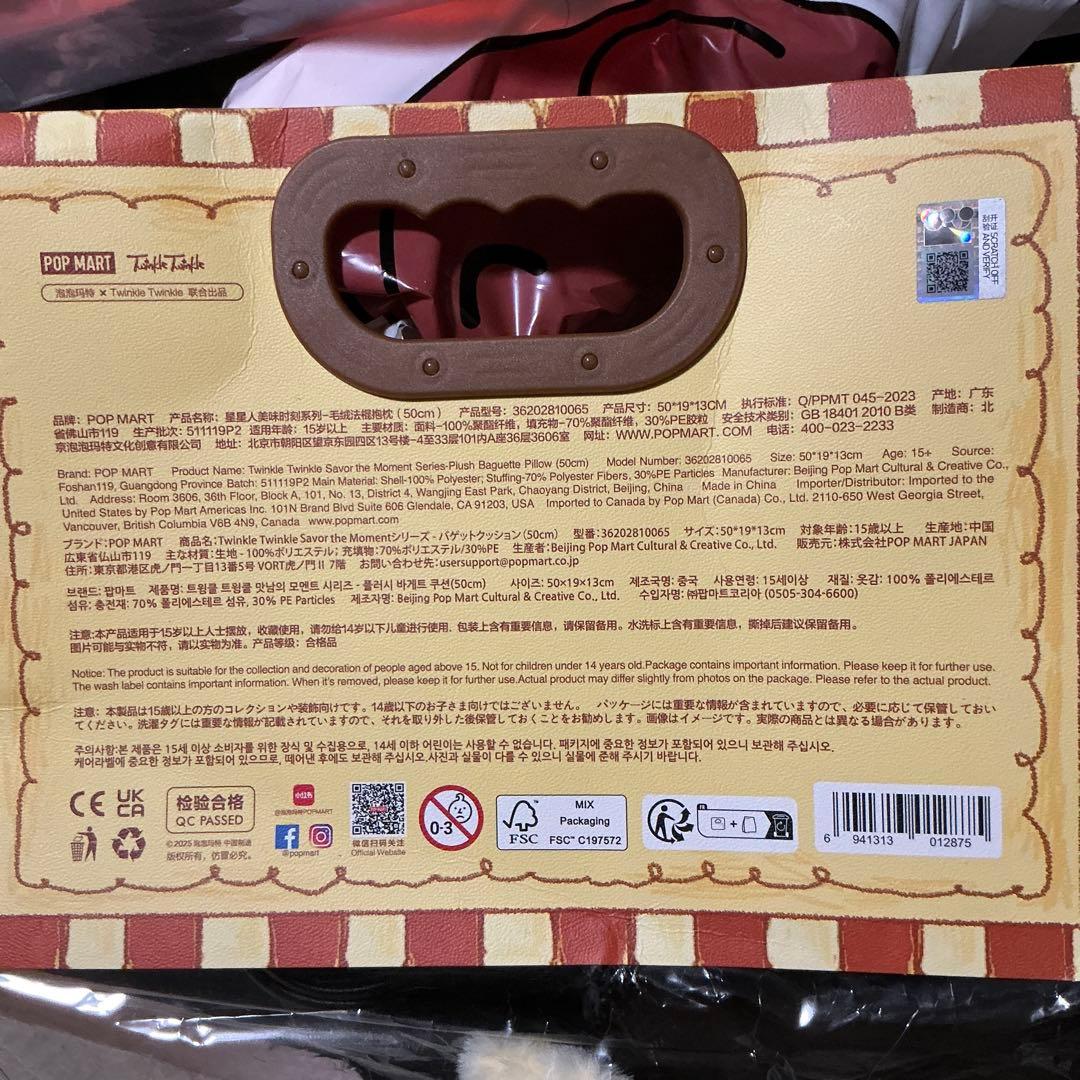 POP MART Twinkle Twinkle
泡泡玛特 × Twinkle Twinkle 联合出品
开封刮验 SCRATCH OFF AND VERIFY
品牌：POP MART 产品名称：星星人美味时刻系列-毛绒法棍抱枕（50cm） 产品型号：36202810065 产品尺寸：50*19*13CM 执行标准：Q/PPMT 045-2023 产地：广东
省佛山市119 生产批次：511119P2 适用年龄：15岁以上 主要材质：面料-100%聚酯纤维，填充物-70%聚酯纤维，30%PE胶粒 安全技术类别：GB 18401 2010 B类 制造商：北
京泡泡玛特文化创意有限公司 地址：北京市朝阳区望京东园四区13号楼-4至33层101内A座36层3606室 网址：WWW.POPMART. COM 电话：400-023-2233
Brand: POP MART Product Name: Twinkle Twinkle Savor the Moment Series-Plush Baguette Pillow (50cm) Model Number: 36202810065 Size: 50*19*13cm Age: 15+ Source:
Foshan119, Guangdong Province Batch: 511119P2 Main Material: Shell-100% Polyester; Stuffing-70% Polyester Fibers, 30%PE Particles Manufacturer: Beijing Pop Mart Cultural & Creative Co.,
Ltd. Address: Room 3606, 36th Floor, Block A, 101, No. 13, District 4, Wangjing East Park, Chaoyang District, Beijing, China Made in China Importer/Distributor: Imported to the
United States by Pop Mart Americas Inc. 101N Brand Blvd Suite 606 Glendale, CA 91203, USA Imported to Canada by Pop Mart (Canada) Co., Ltd. 2110-650 West Georgia Street,
Vancouver, British Columbia V6B 4N9, Canada www.popmart.com
ブランド:POP MART 商品名:Twinkle Twinkle Savor the Momentシリーズ - バゲットクッション(50cm) 型番:36202810065 サイズ:50*19*13cm 対象年齢:15歳以上 生産地:中国
広東省仏山市119 主な材質:生地 - 100%ポリエステル; 充填物:70%ポリエステル/30%PE 生産者:Beijing Pop Mart Cultural & Creative Co., Ltd. 販売元:株式会社POP MART JAPAN
住所:東京都港区虎ノ門一丁目13番5号 VORT虎ノ門Ⅱ 7階 お問い合わせ先:usersupport@popmart.co.jp
브랜드: 팝마트 제품명: 트윙클 트윙클 맛남의 모멘트 시리즈 - 플러시 바게트 쿠션(50cm) 사이즈: 50×19×13cm 제조국명: 중국 사용연령: 15세이상 재질: 옷감: 100% 폴리에스테르
섬유; 충전재: 70% 폴리에스테르 섬유, 30% PE Particles 제조자명: Beijing Pop Mart Cultural & Creative Co., Ltd. 수입자명: ㈜팝마트코리아 (0505-304-6600)
注意:本产品适用于15岁以上人士摆放，收藏使用，请勿给14岁以下儿童进行使用. 包装上含有重要信息，请保留备用。水洗标上含有重要信息，撕掉后建议保留备用。
图片可能与实物不符，请以实物为准。产品等级：合格品
Notice: The product is suitable for the collection and decoration of people aged above 15. Not for children under 14 years old.Package contains important information. Please keep it for further use.
The wash label contains important information. When it's removed, please keep it for further use.Actual product may differ slightly from photos on the package. Please refer to the actual product.
注意: 本製品は15歳以上の方のコレクションや装飾向けです。 14歳以下のお子さま向けではございません。 パッケージには重要な情報が含まれていますので、必要に応じて保管しておい
てください。洗濯タグには重要な情報が記載されていますので、それを取り外した後保管しておくことをお勧めします。画像はイメージです。実際の商品とは異なる場合があります。
주의사항:본 제품은 15세 이상 소비자를 위한 장식 및 수집용으로, 14세 이하 어린이는 사용할 수 없습니다. 패키지에 중요한 정보가 포함되어 있으니 보관해 주십시오.
케어라벨에 중요한 정보가 포함되어 있으므로, 떼어낸 후에도 보관해 주십시오.사진과 실물이 다를 수 있으니 실물에 준해 주시기 바랍니다.
CE UK CA
检验合格
QC PASSED
小红书
@泡泡玛特POPMART
@popmart
©2025 泡泡玛特 中国制造
版权所有，仿冒必究。
微信扫码关注
Official Website
0-3
FSC
MIX
Packaging
FSC™ C197572
FR
6 941313 012875